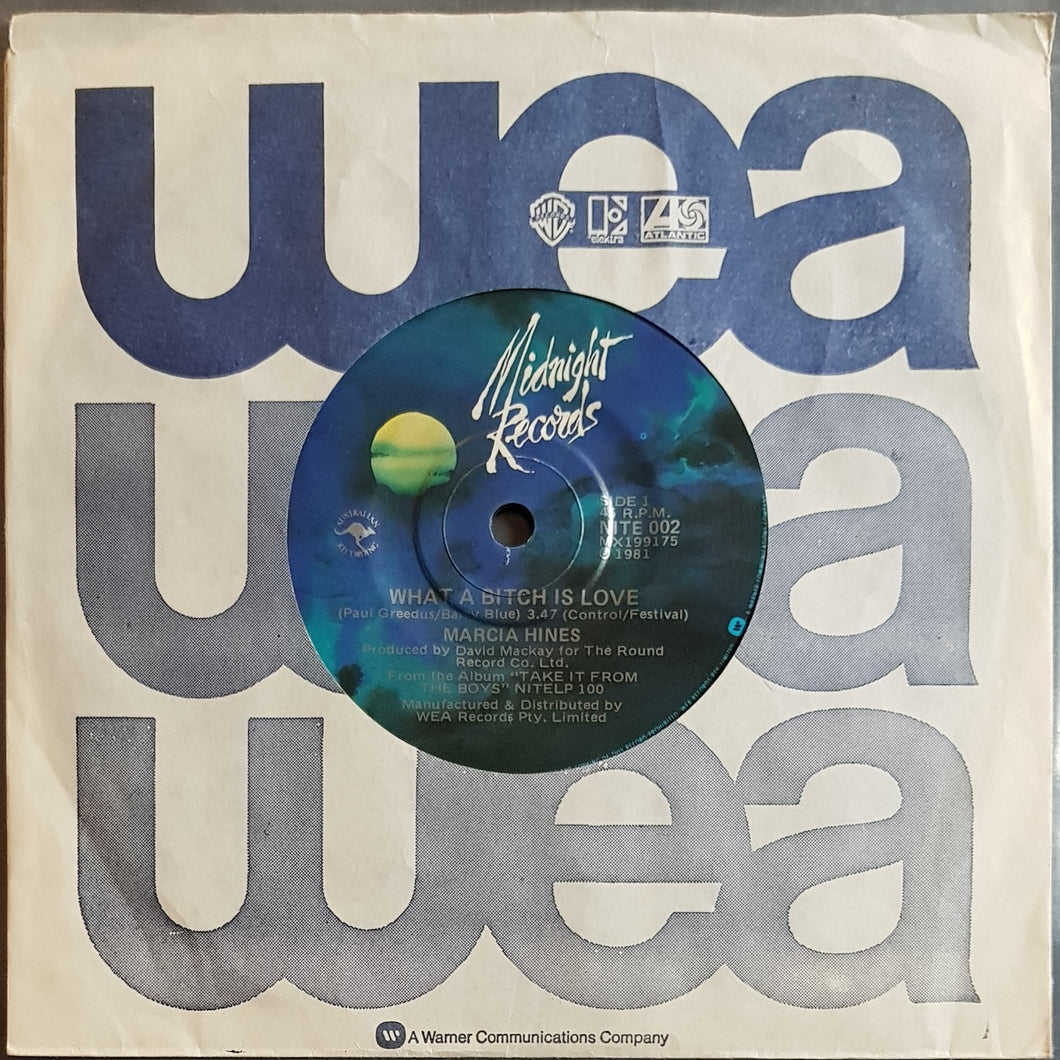 wea
WB
elektra
ATLANTIC
wea
wea
Midnight
Records
AUSTRALIAN
RECORDING
SIDE 1
45 R.P.M.
NITE 002
MX199175
℗ 1981
WHAT A BITCH IS LOVE
(Paul Greedus/Barry Blue) 3.47 (Control/Festival)
MARCIA HINES
Produced by David Mackay for The Round
Record Co. Ltd.
From the Album "TAKE IT FROM
THE BOYS" NITELP 100
Manufactured & Distributed by
WEA Records Pty. Limited
A Warner Communications Company